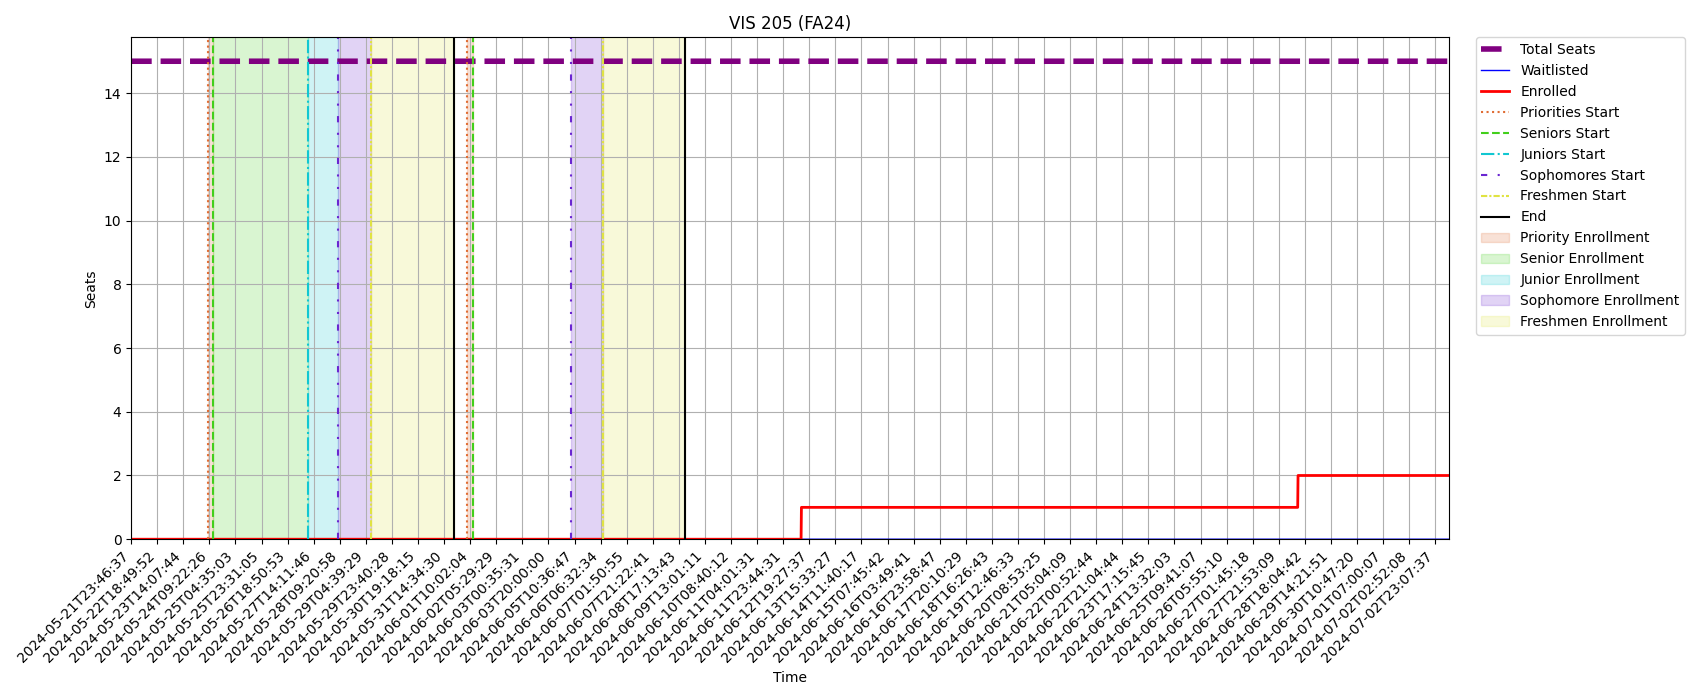 VIS 205 (FA24)
Seats
14
12
10
8
6
4
2
0
2024-05-21T23:46:37
2024-05-22T18:49:52
2024-05-23T14:07:44
2024-05-24T09:22:26
2024-05-25T04:35:03
2024-05-25T23:31:05
2024-05-26T18:50:53
2024-05-27T14:11:46
2024-05-28T09:20:58
2024-05-29T04:39:29
2024-05-29T23:40:28
2024-05-30T19:18:15
2024-05-31T14:34:30
2024-06-01T10:02:04
2024-06-02T05:29:29
2024-06-03T00:35:31
2024-06-03T20:00:00
2024-06-05T10:36:47
2024-06-06T06:32:34
2024-06-07T01:50:55
2024-06-07T21:22:41
2024-06-08T17:13:43
2024-06-09T13:01:11
2024-06-10T08:40:12
2024-06-11T04:01:31
2024-06-11T23:44:31
2024-06-12T19:27:37
2024-06-13T15:33:27
2024-06-14T11:40:17
2024-06-15T07:45:42
2024-06-16T03:49:41
2024-06-16T23:58:47
2024-06-17T20:10:29
2024-06-18T16:26:43
2024-06-19T12:46:33
2024-06-20T08:53:25
2024-06-21T05:04:09
2024-06-22T00:52:44
2024-06-22T21:04:44
2024-06-23T17:15:45
2024-06-24T13:32:03
2024-06-25T09:41:07
2024-06-26T05:55:10
2024-06-27T01:45:18
2024-06-27T21:53:09
2024-06-28T18:04:42
2024-06-29T14:21:51
2024-06-30T10:47:20
2024-07-01T07:00:07
2024-07-02T02:52:08
2024-07-02T23:07:37
Time
Total Seats
Waitlisted
Enrolled
Priorities Start
Seniors Start
Juniors Start
Sophomores Start
Freshmen Start
End
Priority Enrollment
Senior Enrollment
Junior Enrollment
Sophomore Enrollment
Freshmen Enrollment